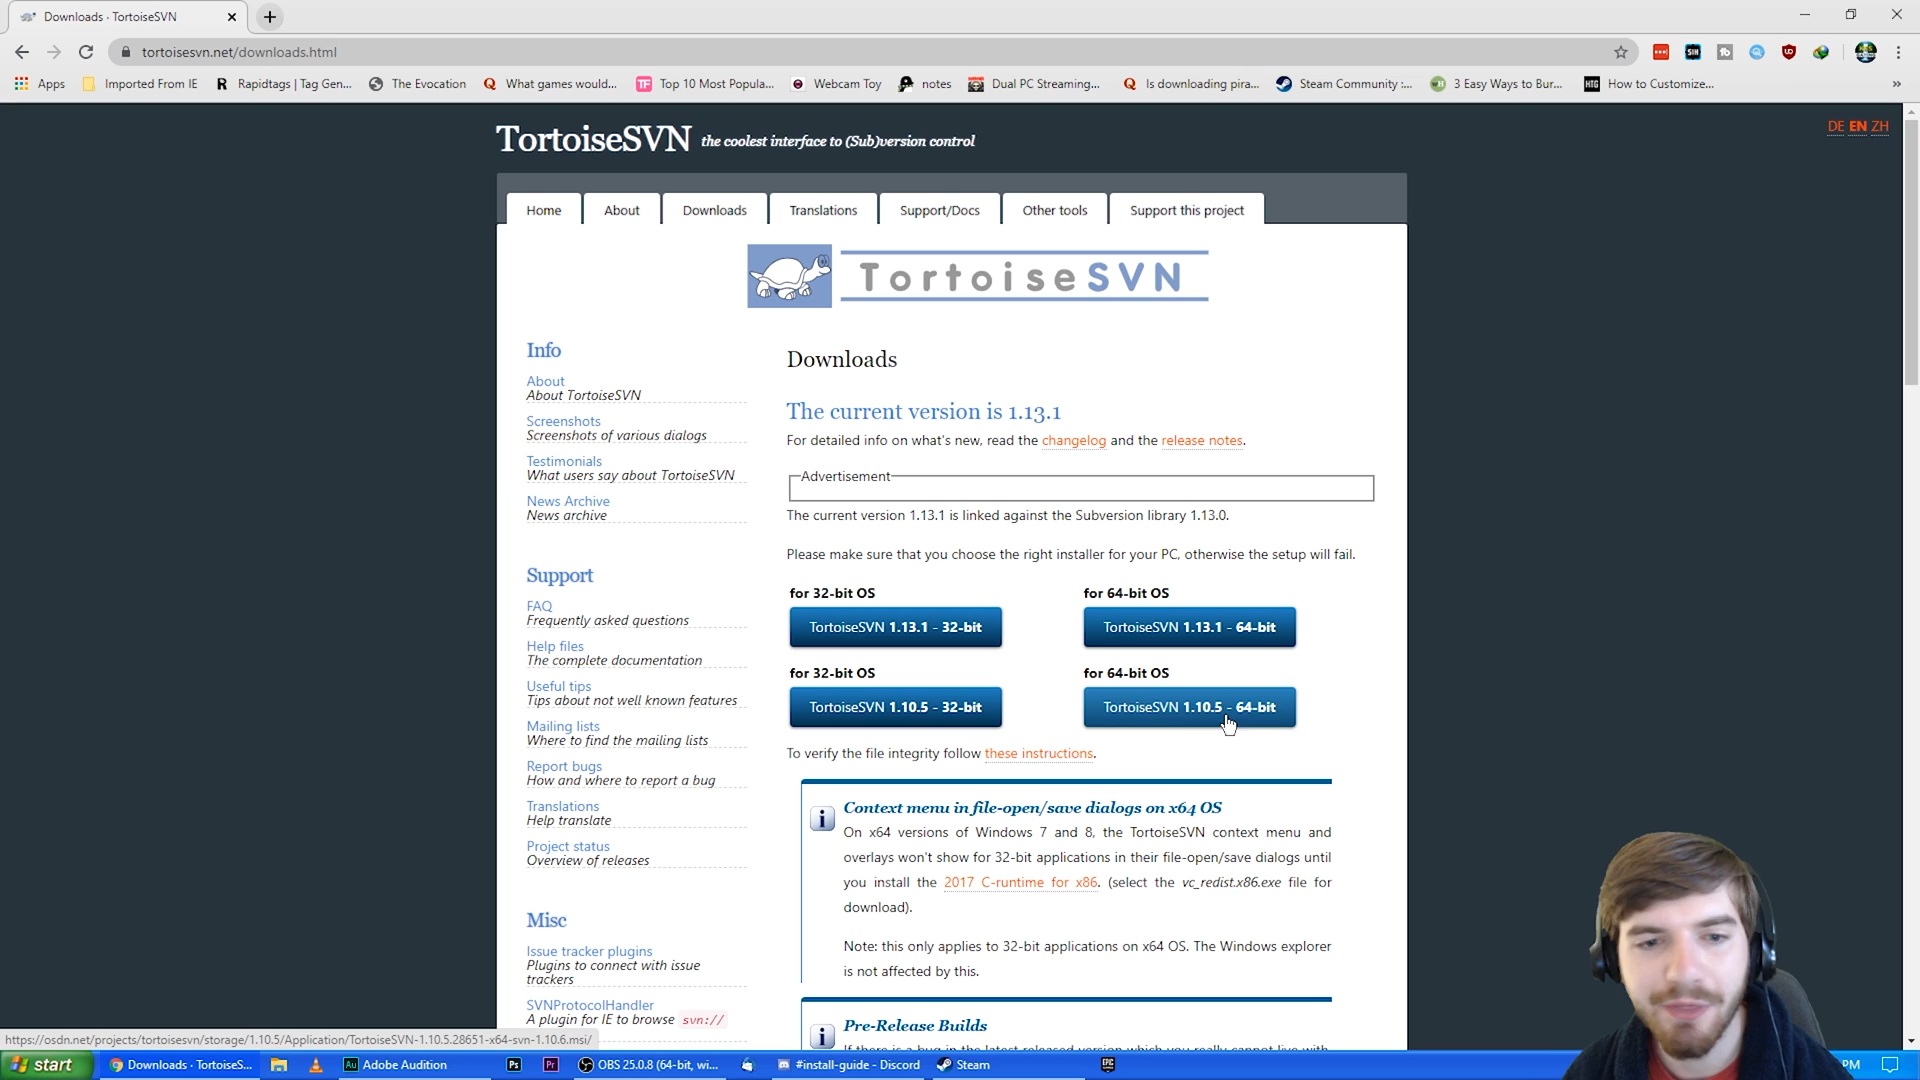 Downloads · TortoiseSVN
tortoisesvn.net/downloads.html
Apps
Imported From IE
Rapidtags | Tag Gen...
The Evocation
What games would...
Top 10 Most Popula...
Webcam Toy
notes
Dual PC Streaming...
Is downloading pira...
Steam Community :...
3 Easy Ways to Bur...
How to Customize...
TortoiseSVN the coolest interface to (Sub)version control
DE EN ZH
Home About Downloads Translations Support/Docs Other tools Support this project
TortoiseSVN
Info
About
About TortoiseSVN
Screenshots
Screenshots of various dialogs
Testimonials
What users say about TortoiseSVN
News Archive
News archive
Support
FAQ
Frequently asked questions
Help files
The complete documentation
Useful tips
Tips about not well known features
Mailing lists
Where to find the mailing lists
Report bugs
How and where to report a bug
Translations
Help translate
Project status
Overview of releases
Misc
Issue tracker plugins
Plugins to connect with issue
trackers
SVNProtocolHandler
A plugin for IE to browse svn://
Downloads
The current version is 1.13.1
For detailed info on what's new, read the changelog and the release notes.
Advertisement
The current version 1.13.1 is linked against the Subversion library 1.13.0.
Please make sure that you choose the right installer for your PC, otherwise the setup will fail.
for 32-bit OS for 64-bit OS
TortoiseSVN 1.13.1 - 32-bit TortoiseSVN 1.13.1 - 64-bit
for 32-bit OS for 64-bit OS
TortoiseSVN 1.10.5 - 32-bit TortoiseSVN 1.10.5 - 64-bit
To verify the file integrity follow these instructions.
Context menu in file-open/save dialogs on x64 OS
On x64 versions of Windows 7 and 8, the TortoiseSVN context menu and
overlays won't show for 32-bit applications in their file-open/save dialogs until
you install the 2017 C-runtime for x86. (select the vc_redist.x86.exe file for
download).
Note: this only applies to 32-bit applications on x64 OS. The Windows explorer
is not affected by this.
Pre-Release Builds
If there is a bug in the latest released version which you really cannot live with
https://osdn.net/projects/tortoisesvn/storage/1.10.5/Application/TortoiseSVN-1.10.5.28651-x64-svn-1.10.6.msi/
start
Downloads · TortoiseS...
Adobe Audition
OBS 25.0.8 (64-bit, wi...
#install-guide - Discord
Steam
PM